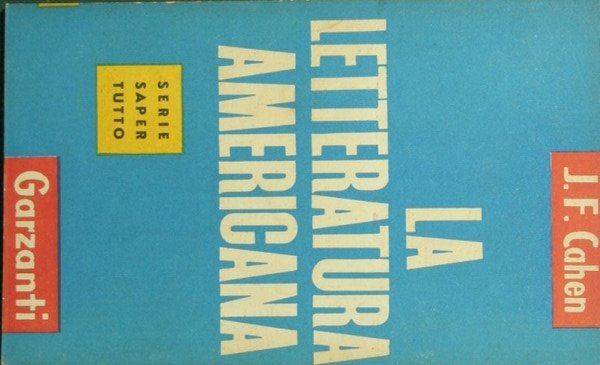 J. F. Cahen
LA
LETTERATURA
AMERICANA
SERIE
SAPER
TUTTO
Garzanti